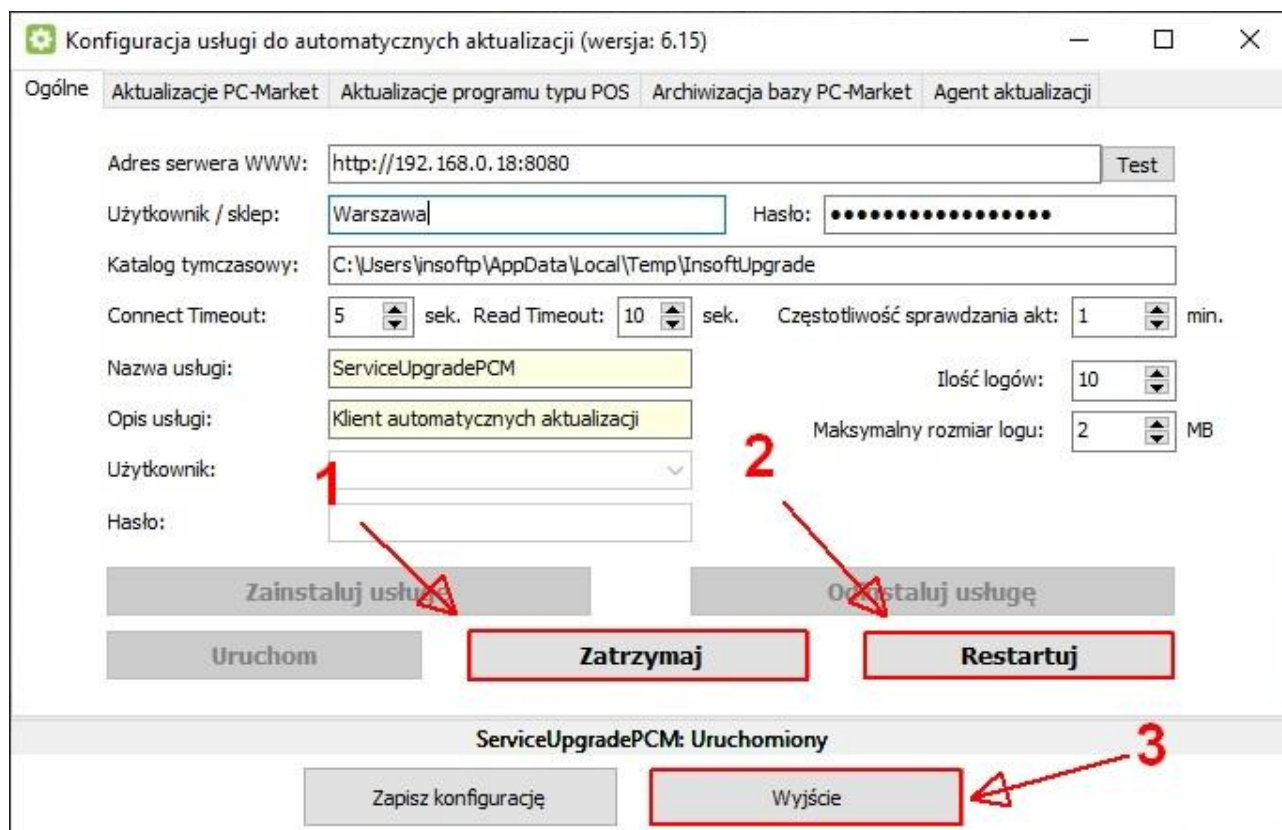 Konfiguracja usługi do automatycznych aktualizacji (wersja: 6.15)
Ogólne Aktualizacje PC-Market Aktualizacje programu typu POS Archiwizacja bazy PC-Market Agent aktualizacji
Adres serwera WWW: http://192.168.0.18:8080 Test
Użytkownik / sklep: Warszawa Hasło: ●●●●●●●●●●●●●●●●●
Katalog tymczasowy: C:\Users\insoftp\AppData\Local\Temp\InsoftUpgrade
Connect Timeout: 5 sek. Read Timeout: 10 sek. Częstotliwość sprawdzania akt: 1 min.
Nazwa usługi: ServiceUpgradePCM Ilość logów: 10
Opis usługi: Klient automatycznych aktualizacji Maksymalny rozmiar logu: 2 MB
Użytkownik: 1 2
Hasło:
Zainstaluj usługę Odinstaluj usługę
Uruchom Zatrzymaj Restartuj
ServiceUpgradePCM: Uruchomiony
3
Zapisz konfigurację Wyjście